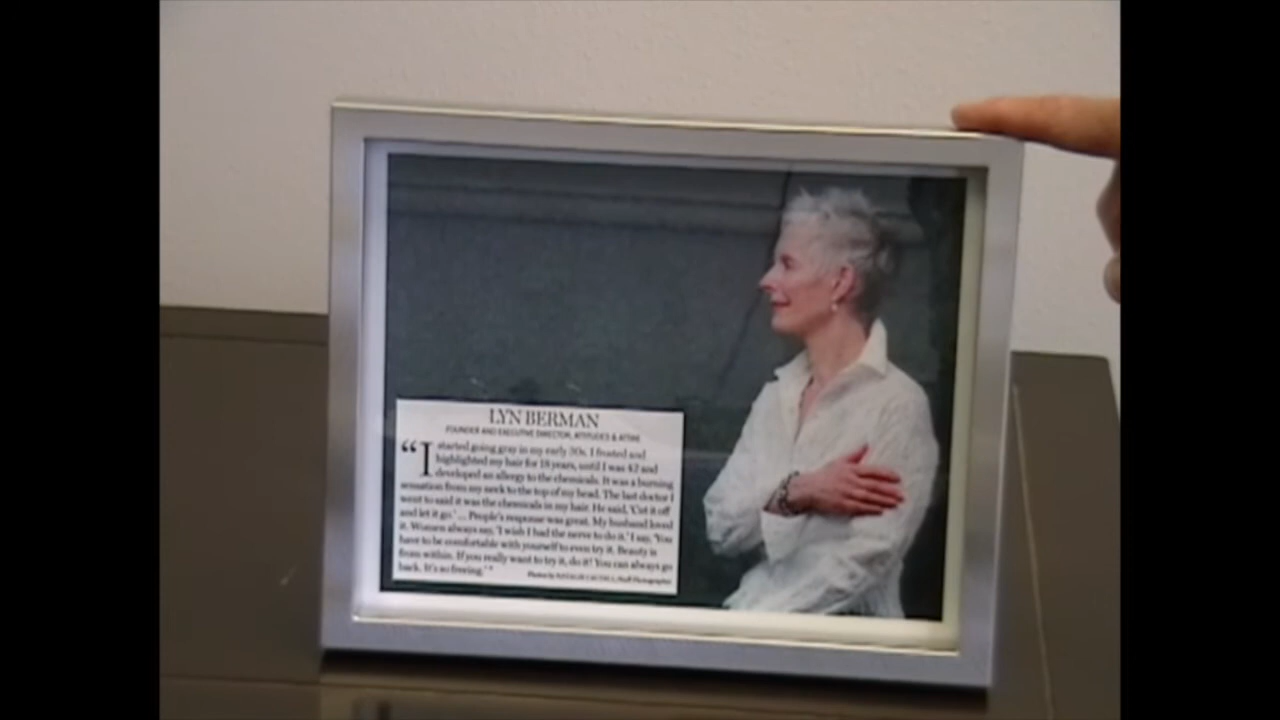 LYN BERMAN
FOUNDER AND EXECUTIVE DIRECTOR, ATTITUDES & ATTIRE
“I started going gray in my early 30s. I frosted and
highlighted my hair for 18 years, until I was 42 and
developed an allergy to the chemicals. It was a burning
sensation from my neck to the top of my head. The last doctor I
went to said it was the chemicals in my hair. He said, ‘Cut it off
and let it go.’ ... People's response was great. My husband loved
it. Women always say, ‘I wish I had the nerve to do it.’ I say, ‘You
have to be comfortable with yourself to even try it. Beauty is
from within. If you really want to try it, do it! You can always go
back. It's so freeing.’ ”
Photos by Staff Photographer